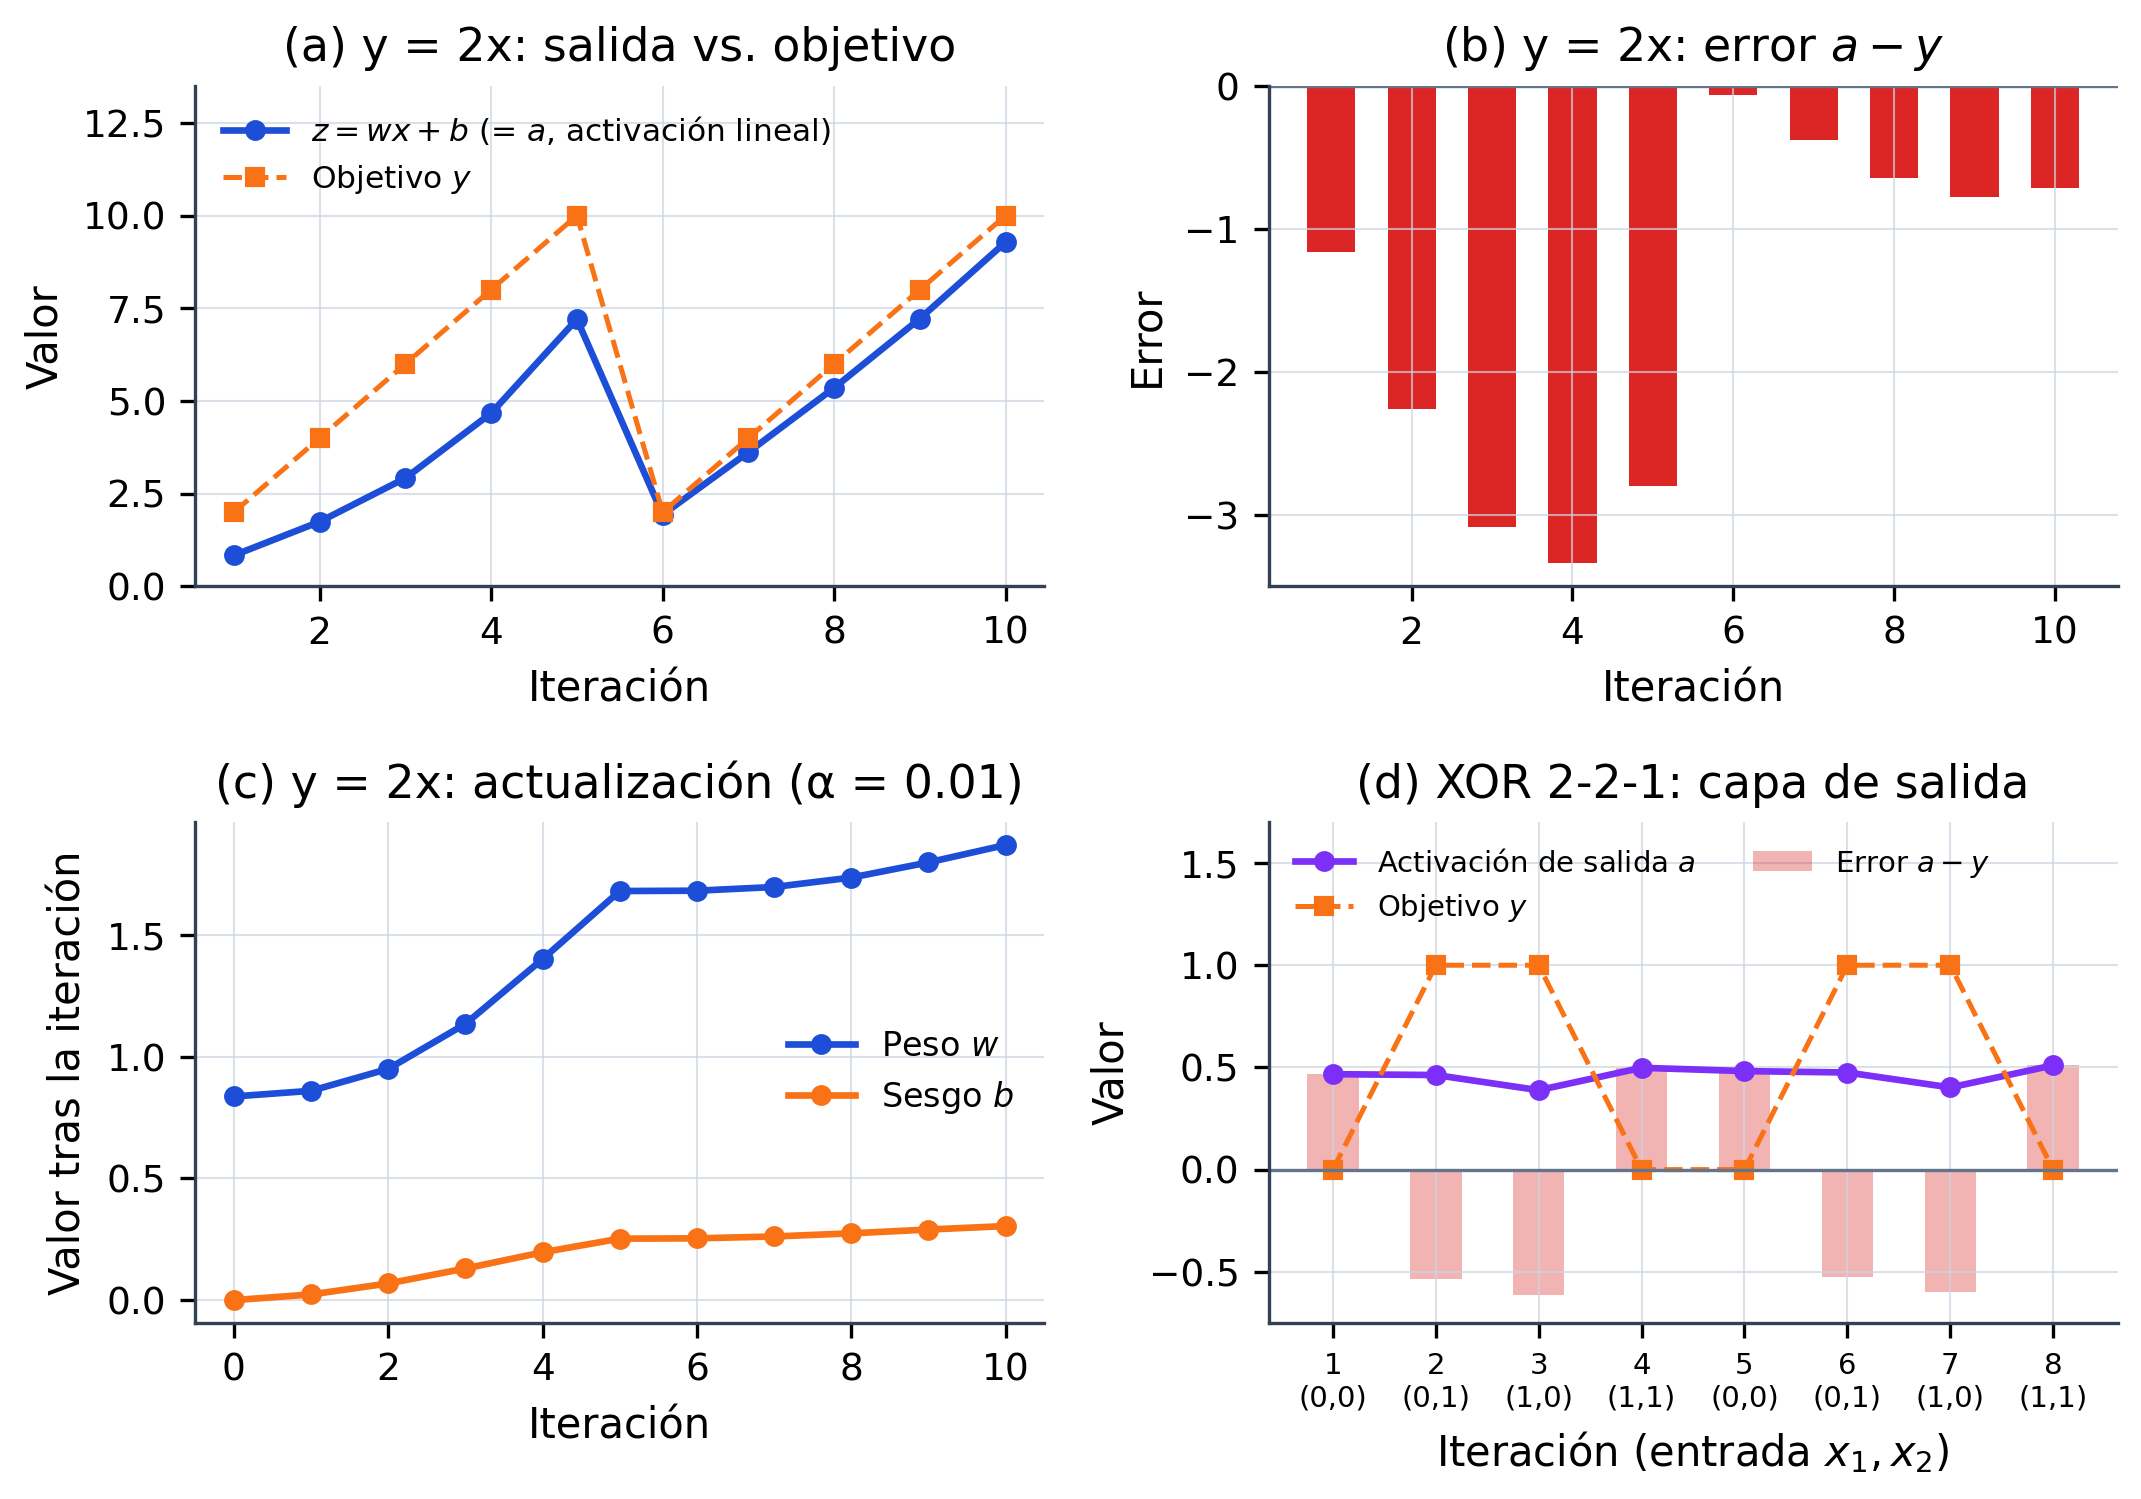 (a) y = 2x: salida vs. objetivo
12.5
10.0
7.5
5.0
2.5
0.0
Valor
z = wx + b (= a, activación lineal)
Objetivo y
2 4 6 8 10
Iteración
(b) y = 2x: error a − y
0
−1
−2
−3
Error
2 4 6 8 10
Iteración
(c) y = 2x: actualización (α = 0.01)
1.5
1.0
0.5
0.0
Valor tras la iteración
Peso w
Sesgo b
0 2 4 6 8 10
Iteración
(d) XOR 2-2-1: capa de salida
1.5
1.0
0.5
0.0
−0.5
Valor
Activación de salida a
Objetivo y
Error a − y
1 2 3 4 5 6 7 8
(0,0) (0,1) (1,0) (1,1) (0,0) (0,1) (1,0) (1,1)
Iteración (entrada x₁, x₂)